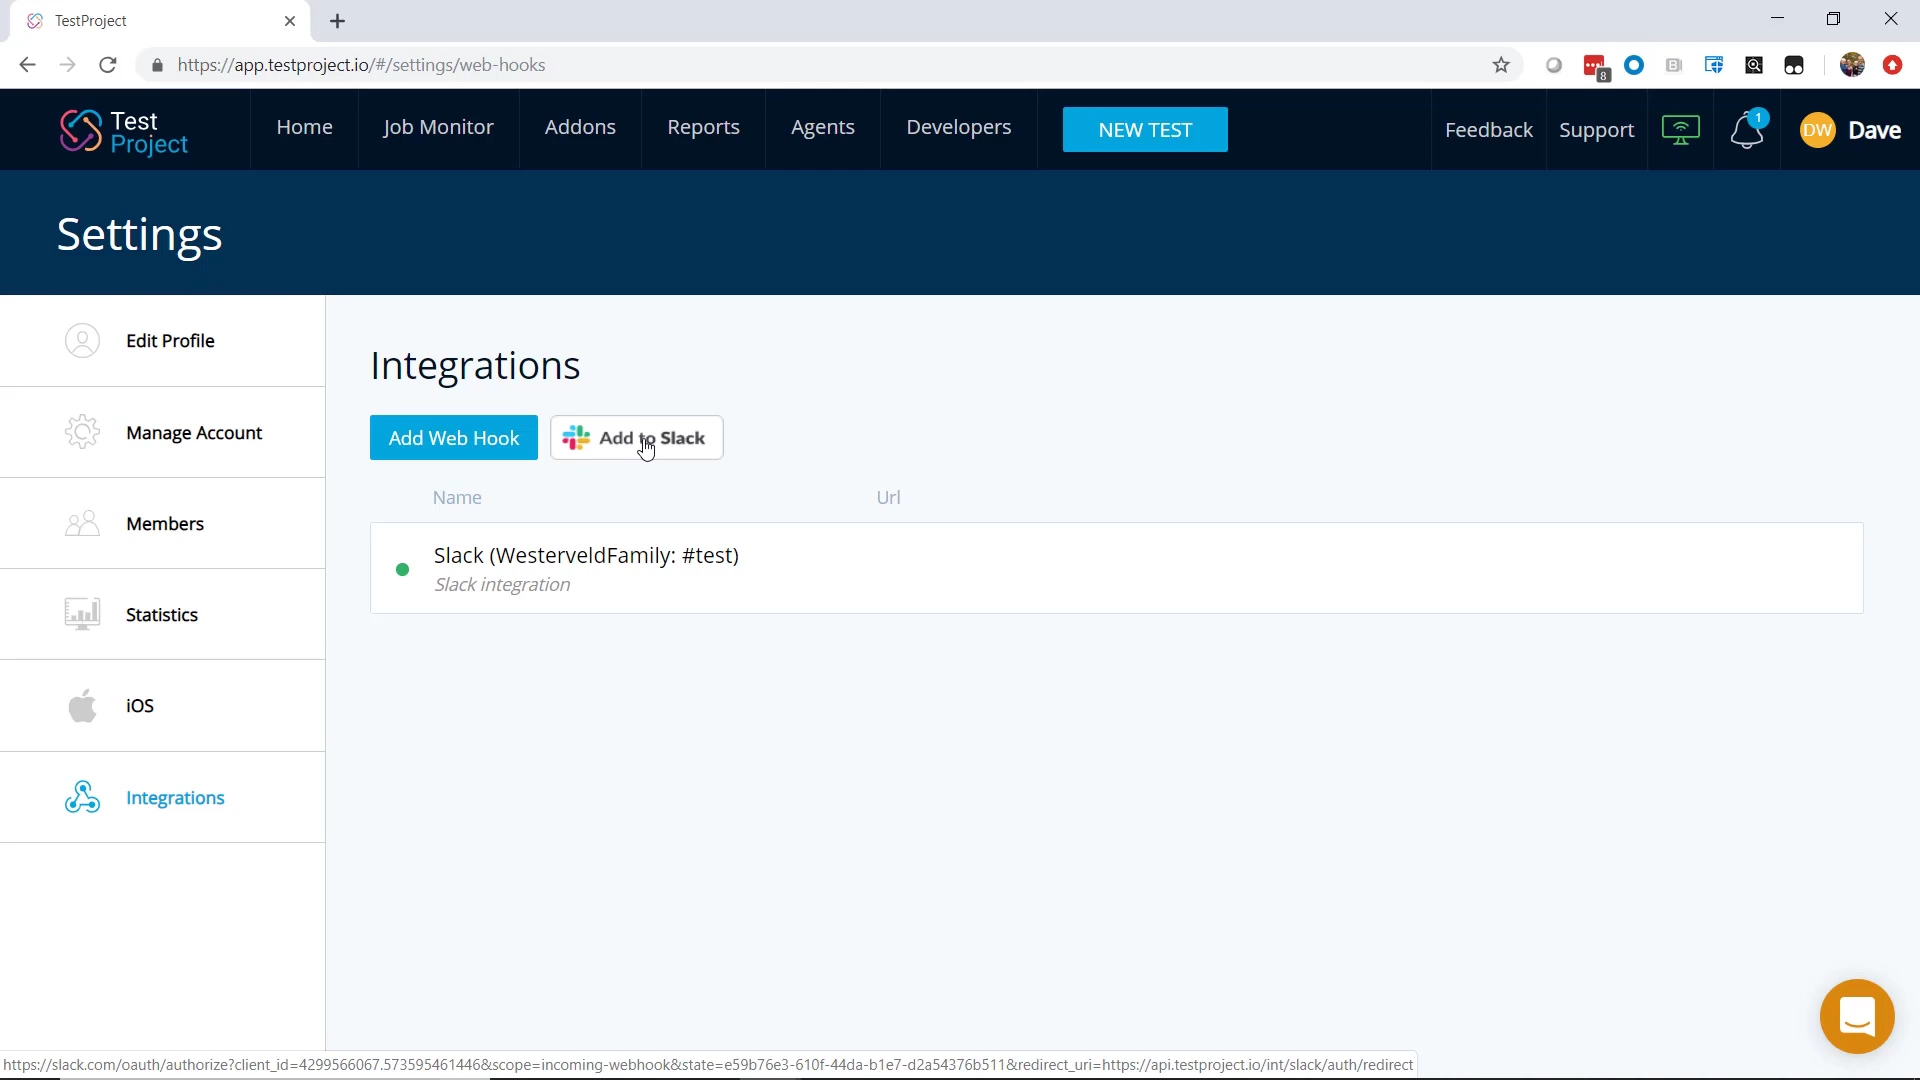 TestProject
https://app.testproject.io/#/settings/web-hooks
8
Test
Project
Home
Job Monitor
Addons
Reports
Agents
Developers
NEW TEST
Feedback
Support
1
DW
Dave
Settings
Edit Profile
Manage Account
Members
Statistics
iOS
Integrations
Integrations
Add Web Hook
Add to Slack
Name
Url
Slack (WesterveldFamily: #test)
Slack integration
https://slack.com/oauth/authorize?client_id=4299566067.573595461446&scope=incoming-webhook&state=e59b76e3-610f-44da-b1e7-d2a54376b511&redirect_uri=https://api.testproject.io/int/slack/auth/redirect